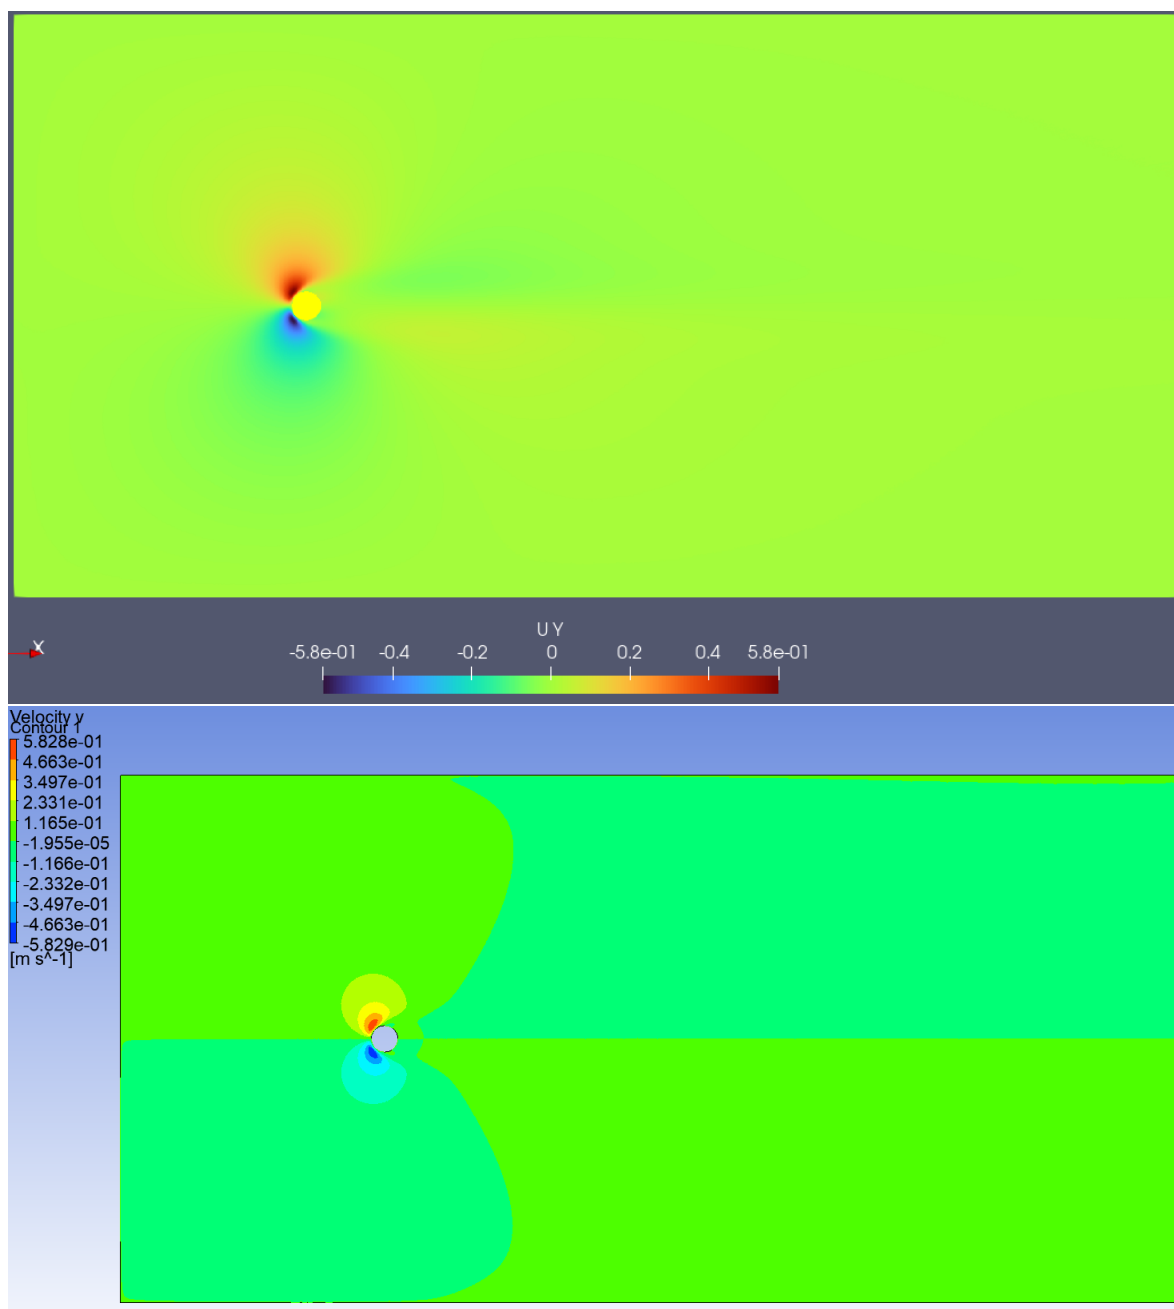 U Y
-5.8e-01 -0.4 -0.2 0 0.2 0.4 5.8e-01
X
Velocity v
Contour 1
5.828e-01
4.663e-01
3.497e-01
2.331e-01
1.165e-01
-1.955e-05
-1.166e-01
-2.332e-01
-3.497e-01
-4.663e-01
-5.829e-01
[m s^-1]